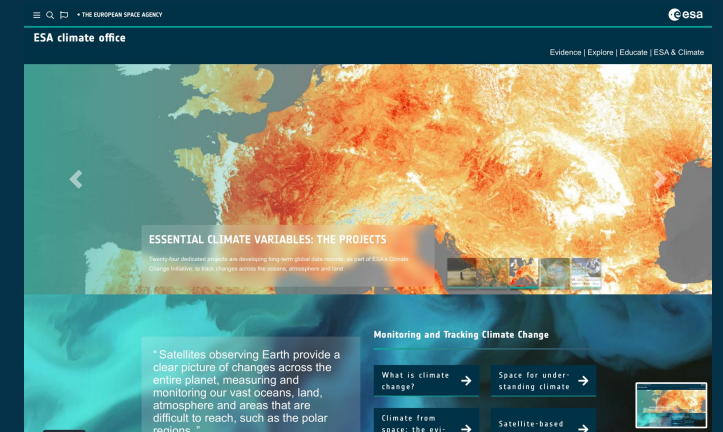 • THE EUROPEAN SPACE AGENCY
esa
ESA climate office
Evidence | Explore | Educate | ESA & Climate
ESSENTIAL CLIMATE VARIABLES: THE PROJECTS
Twenty-four dedicated projects are developing long-term global data records, as part of ESA's Climate
Change Initiative, to track changes across the oceans, atmosphere and land
Monitoring and Tracking Climate Change
“Satellites observing Earth provide a
clear picture of changes across the
entire planet, measuring and
monitoring our vast oceans, land,
atmosphere and areas that are
difficult to reach, such as the polar
regions.”
What is climate
change?
Space for under-
standing climate
Climate from
space: the evi-
Satellite-based